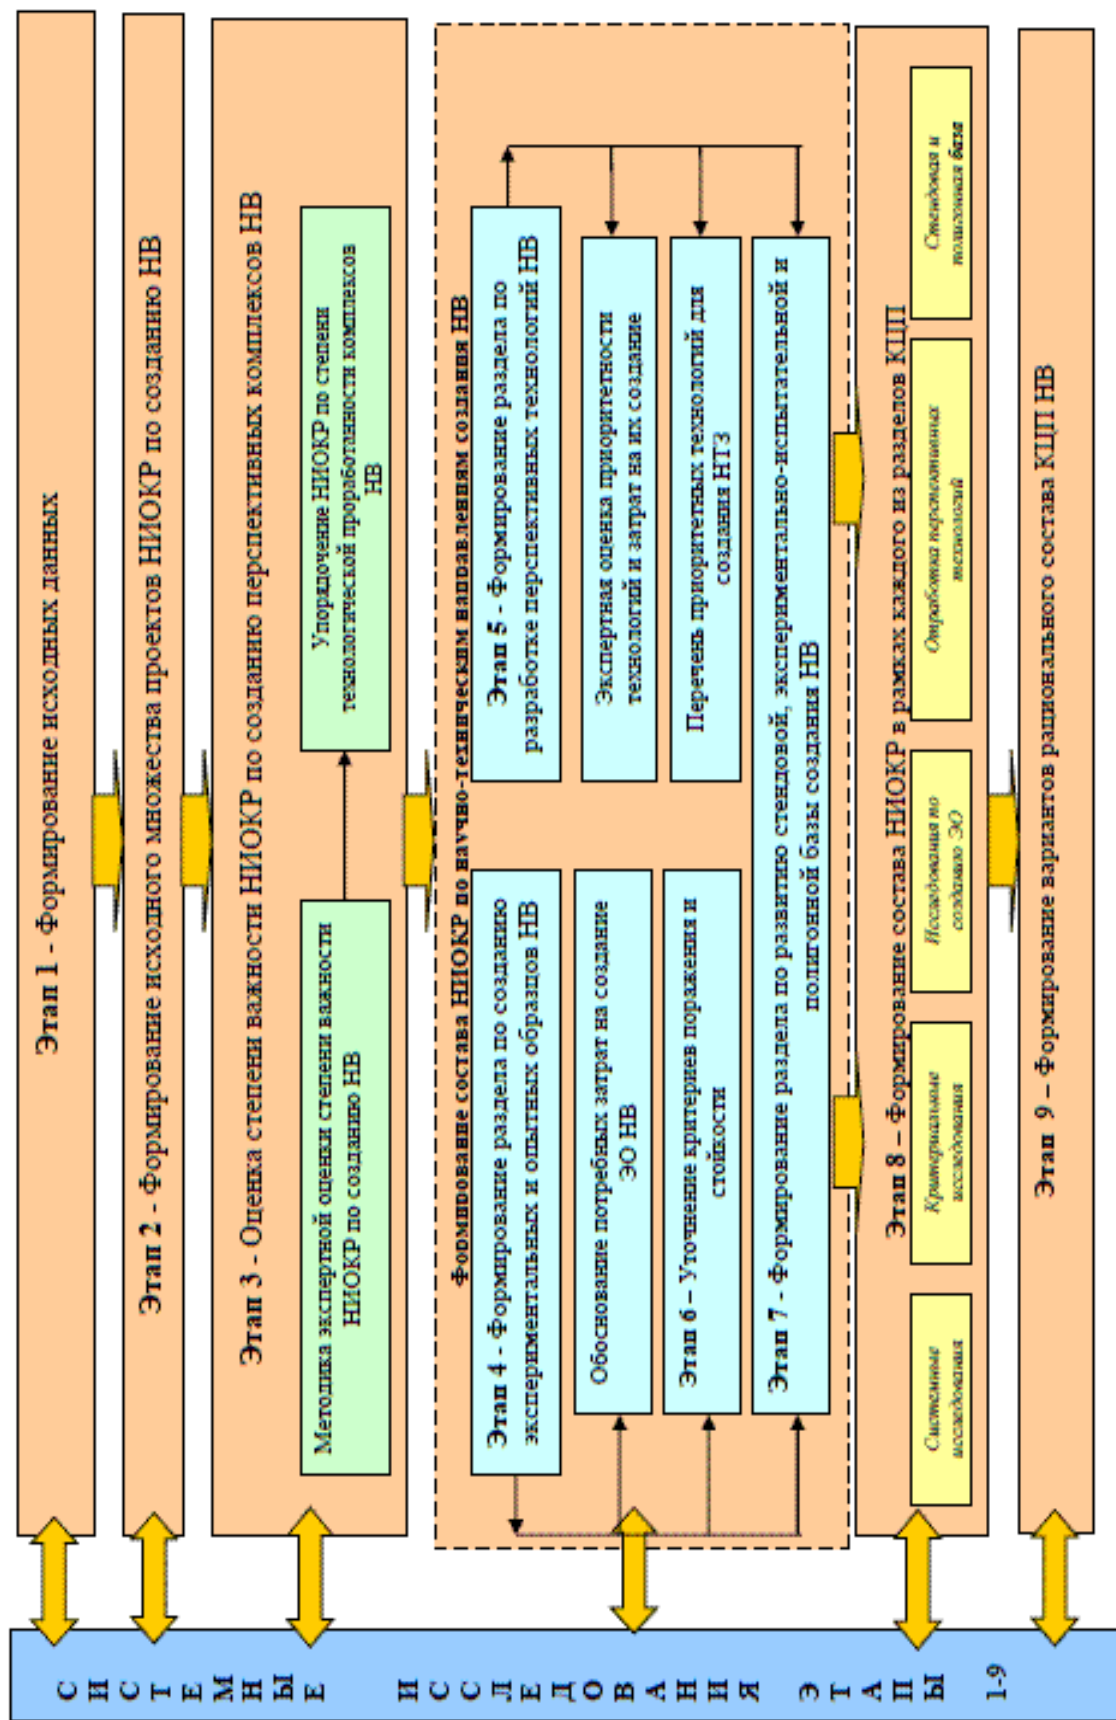 СИСТЕМНЫЕ ИССЛЕДОВАНИЯ ЭТАПЫ 1-9
Этап 1 - Формирование исходных данных
Этап 2 - Формирование исходного множества проектов НИОКР по созданию НВ
Этап 3 - Оценка степени важности НИОКР по созданию перспективных комплексов НВ
Методика экспертной оценки степени важности
НИОКР по созданию НВ
Упорядочение НИОКР по степени
технологической проработанности комплексов
НВ
Формирование состава НИОКР по научно-техническим направлениям создания НВ
Этап 4 - Формирование раздела по созданию
экспериментальных и опытных образцов НВ
Обоснование потребных затрат на создание
ЭО НВ
Этап 6 – Уточнение критериев поражения и
стойкости
Этап 5 - Формирование раздела по
разработке перспективных технологий НВ
Экспертная оценка приоритетности
технологий и затрат на их создание
Перечень приоритетных технологий для
создания НТЗ
Этап 7 - Формирование раздела по развитию стендовой, экспериментально-испытательной и
полигонной базы создания НВ
Этап 8 – Формирование состава НИОКР в рамках каждого из разделов КЦП
Системные
исследования
Критериальные
исследования
Исследования по
созданию ЭО
Отработка перспективных
технологий
Стендовая и
полигонная база
Этап 9 – Формирование вариантов рационального состава КЦП НВ